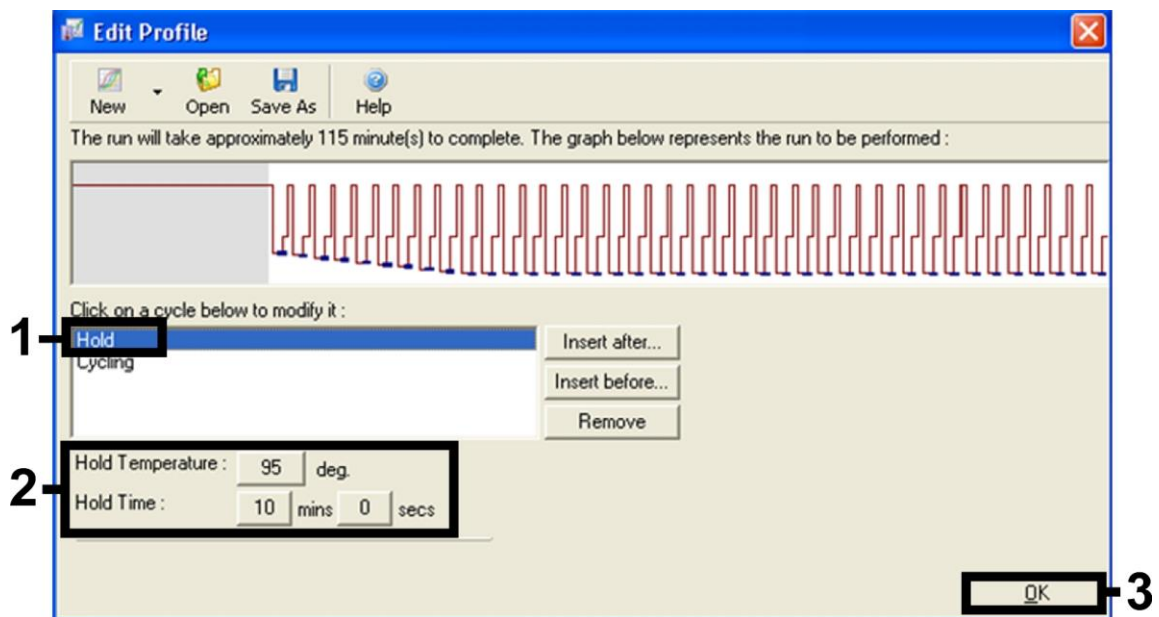 Edit Profile
New Open Save As Help
The run will take approximately 115 minute(s) to complete. The graph below represents the run to be performed :
Click on a cycle below to modify it :
1 Hold Insert after...
Cycling Insert before...
Remove
2 Hold Temperature : 95 deg.
Hold Time : 10 mins 0 secs
OK 3